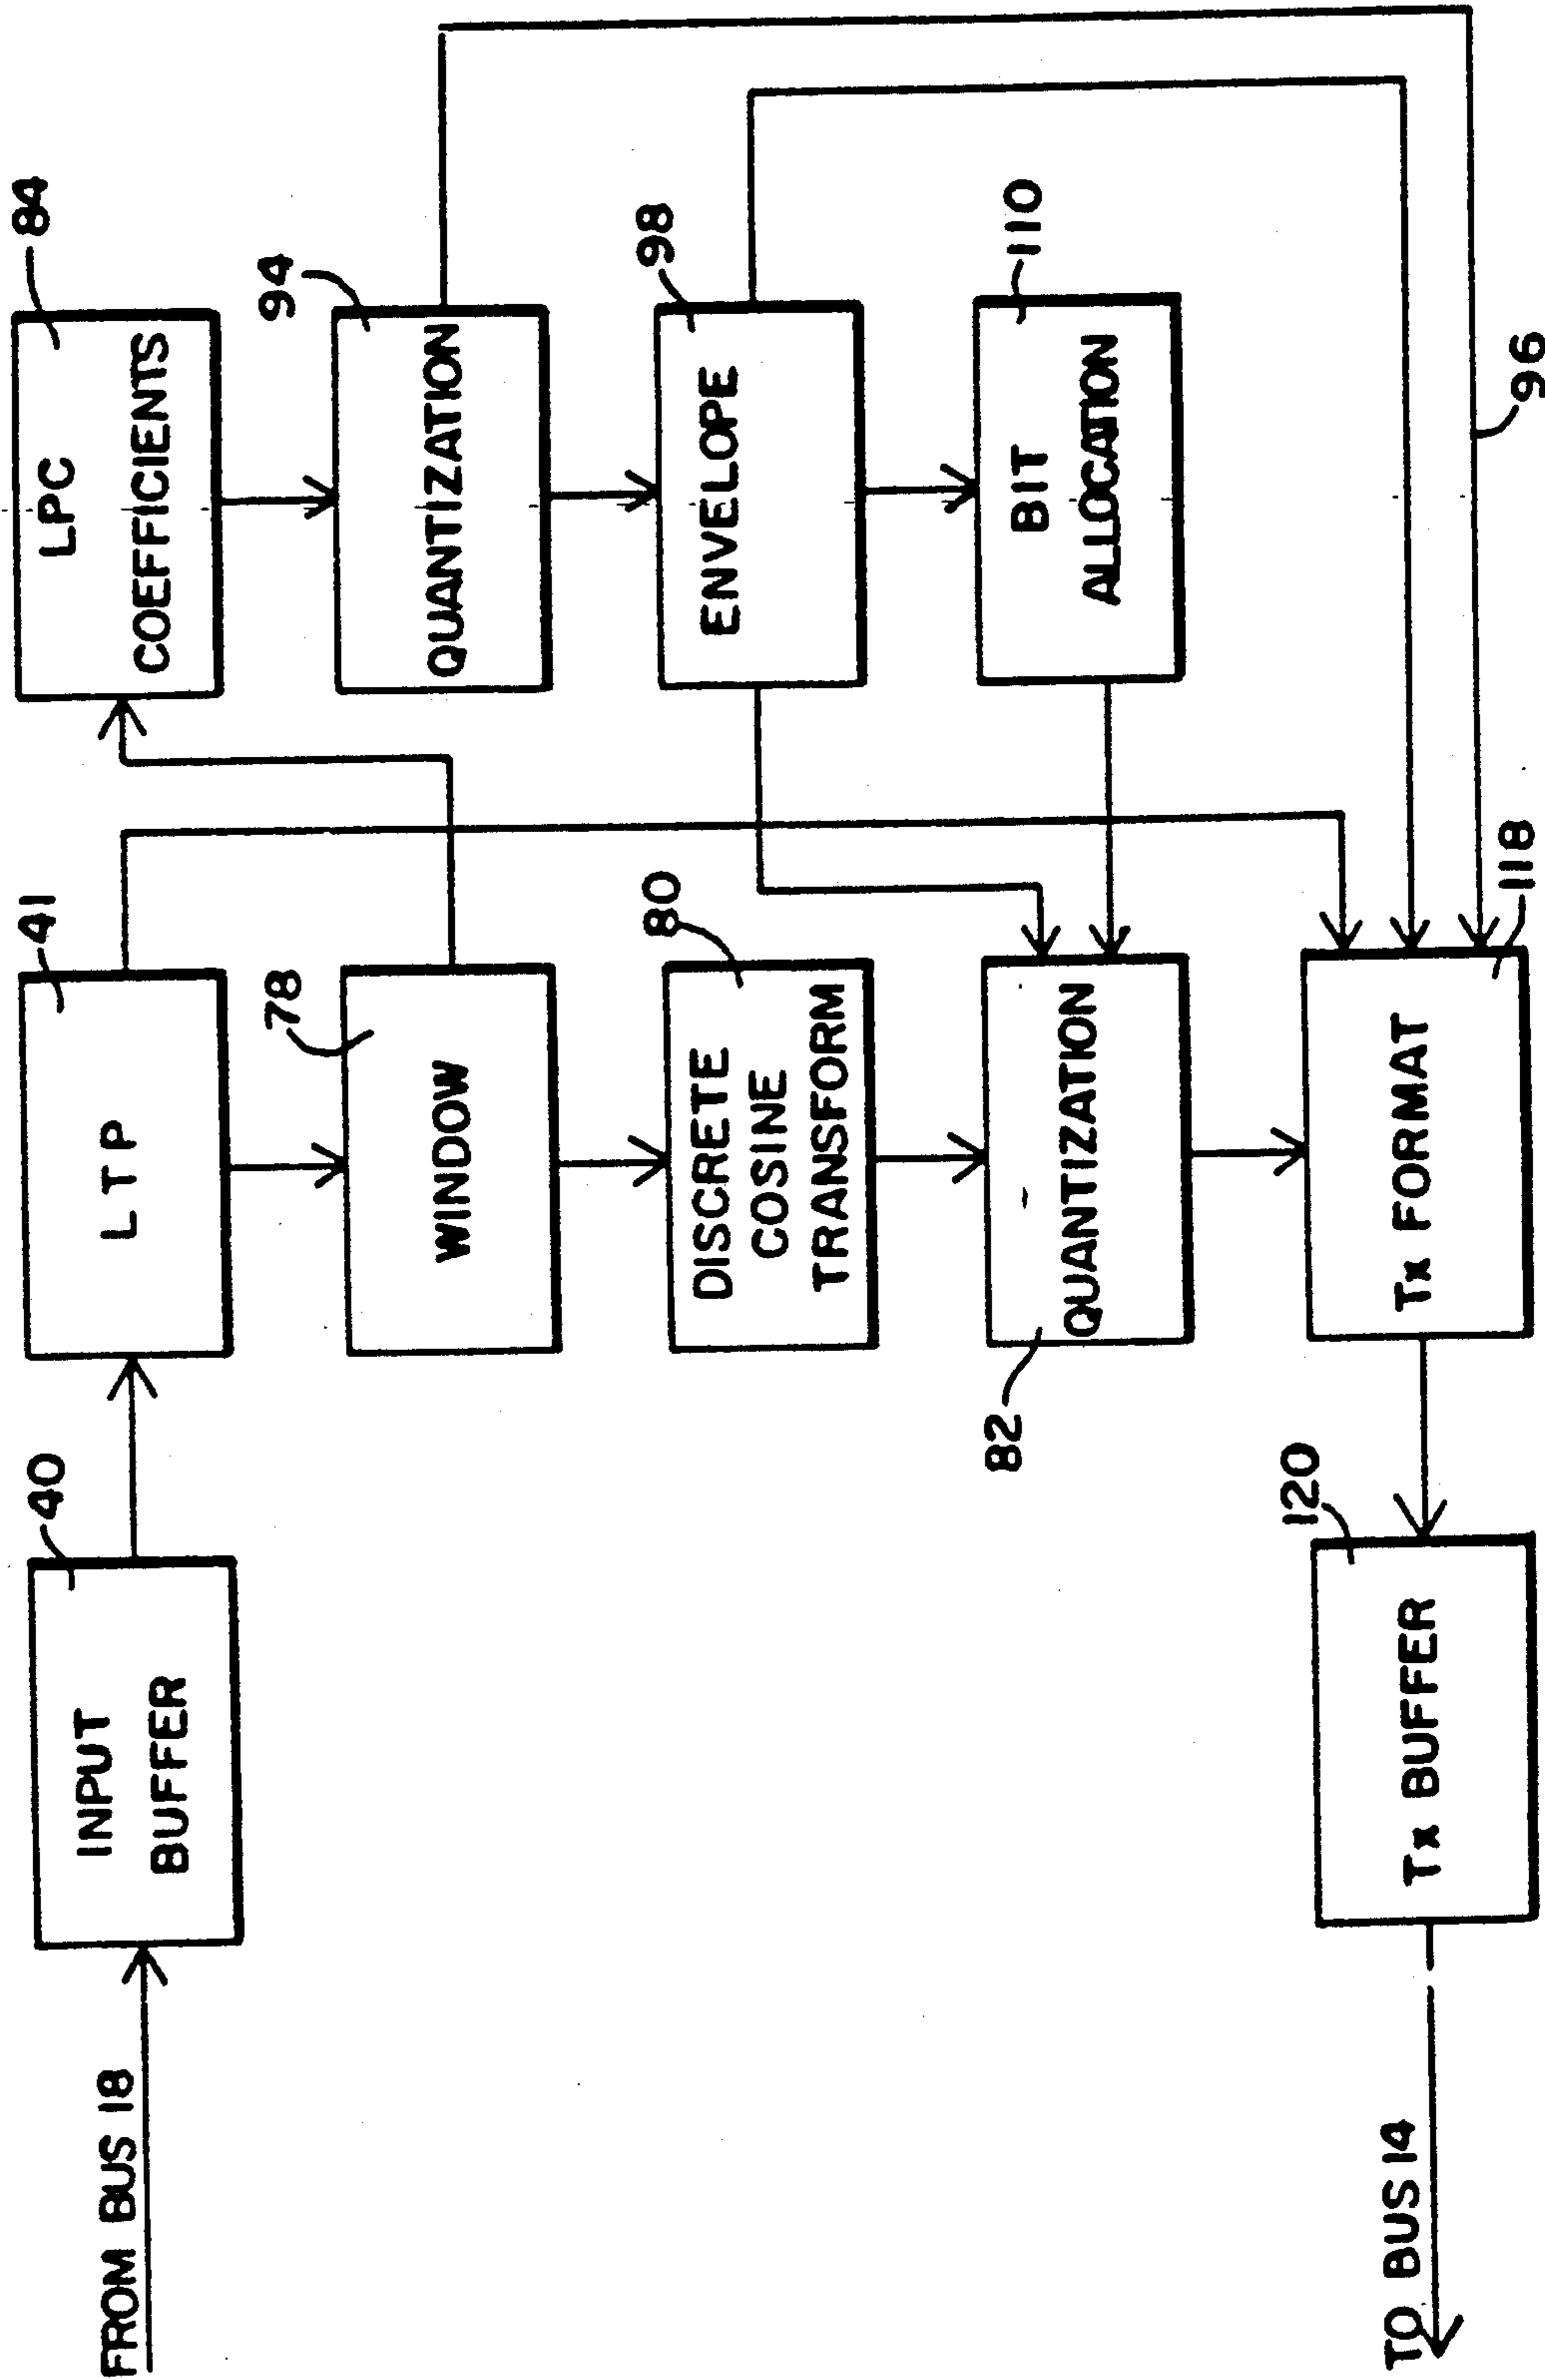 FROM BUS 18
INPUT
BUFFER
40
LTP
41
LPC
COEFFICIENTS
84
WINDOW
78
QUANTIZATION
94
DISCRETE
COSINE
TRANSFORM
80
ENVELOPE
98
QUANTIZATION
82
BIT
ALLOCATION
110
TO BUS 14
Tx BUFFER
120
Tx FORMAT
118
96